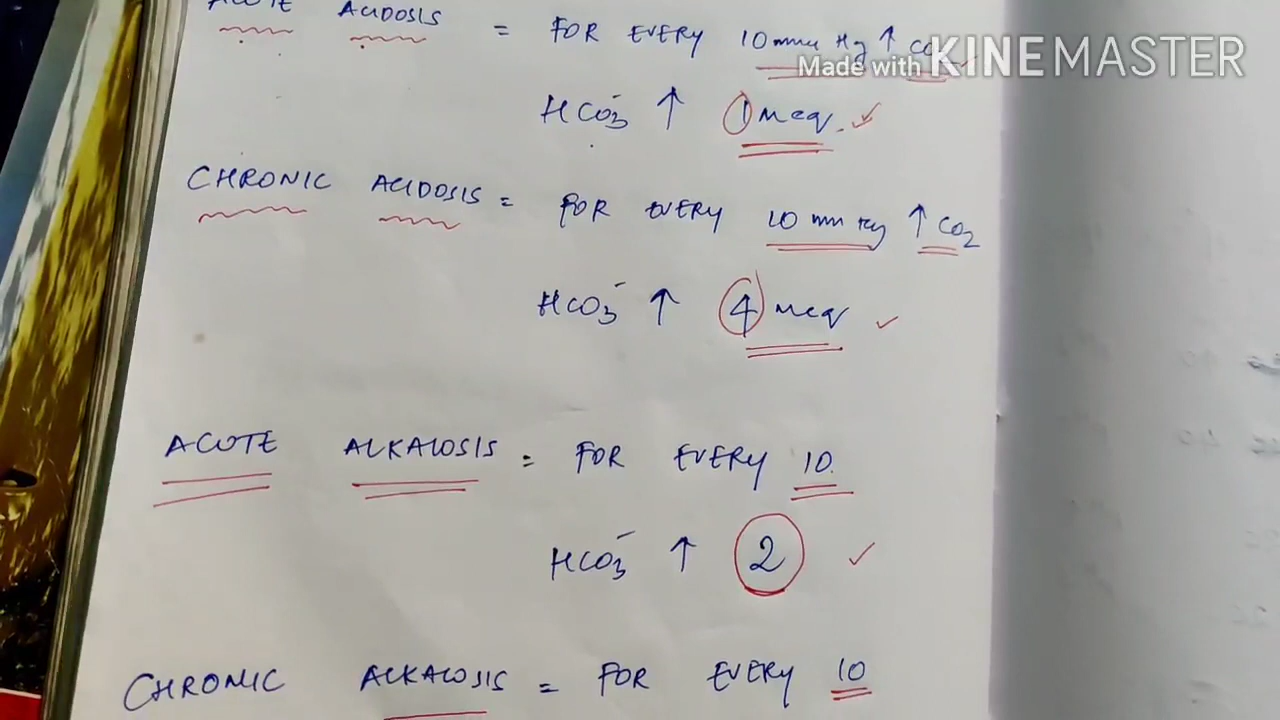 ACUTE ACIDOSIS = FOR EVERY 10 mm Hg ↑ CO2
Made with KINEMASTER
HCO3⁻ ↑ 1 meq.
CHRONIC ACIDOSIS = FOR EVERY 10 mm Hg ↑ CO2
HCO3⁻ ↑ 4 meq
ACUTE ALKALOSIS = FOR EVERY 10.
HCO3⁻ ↑ 2
CHRONIC ALKALOSIS = FOR EVERY 10